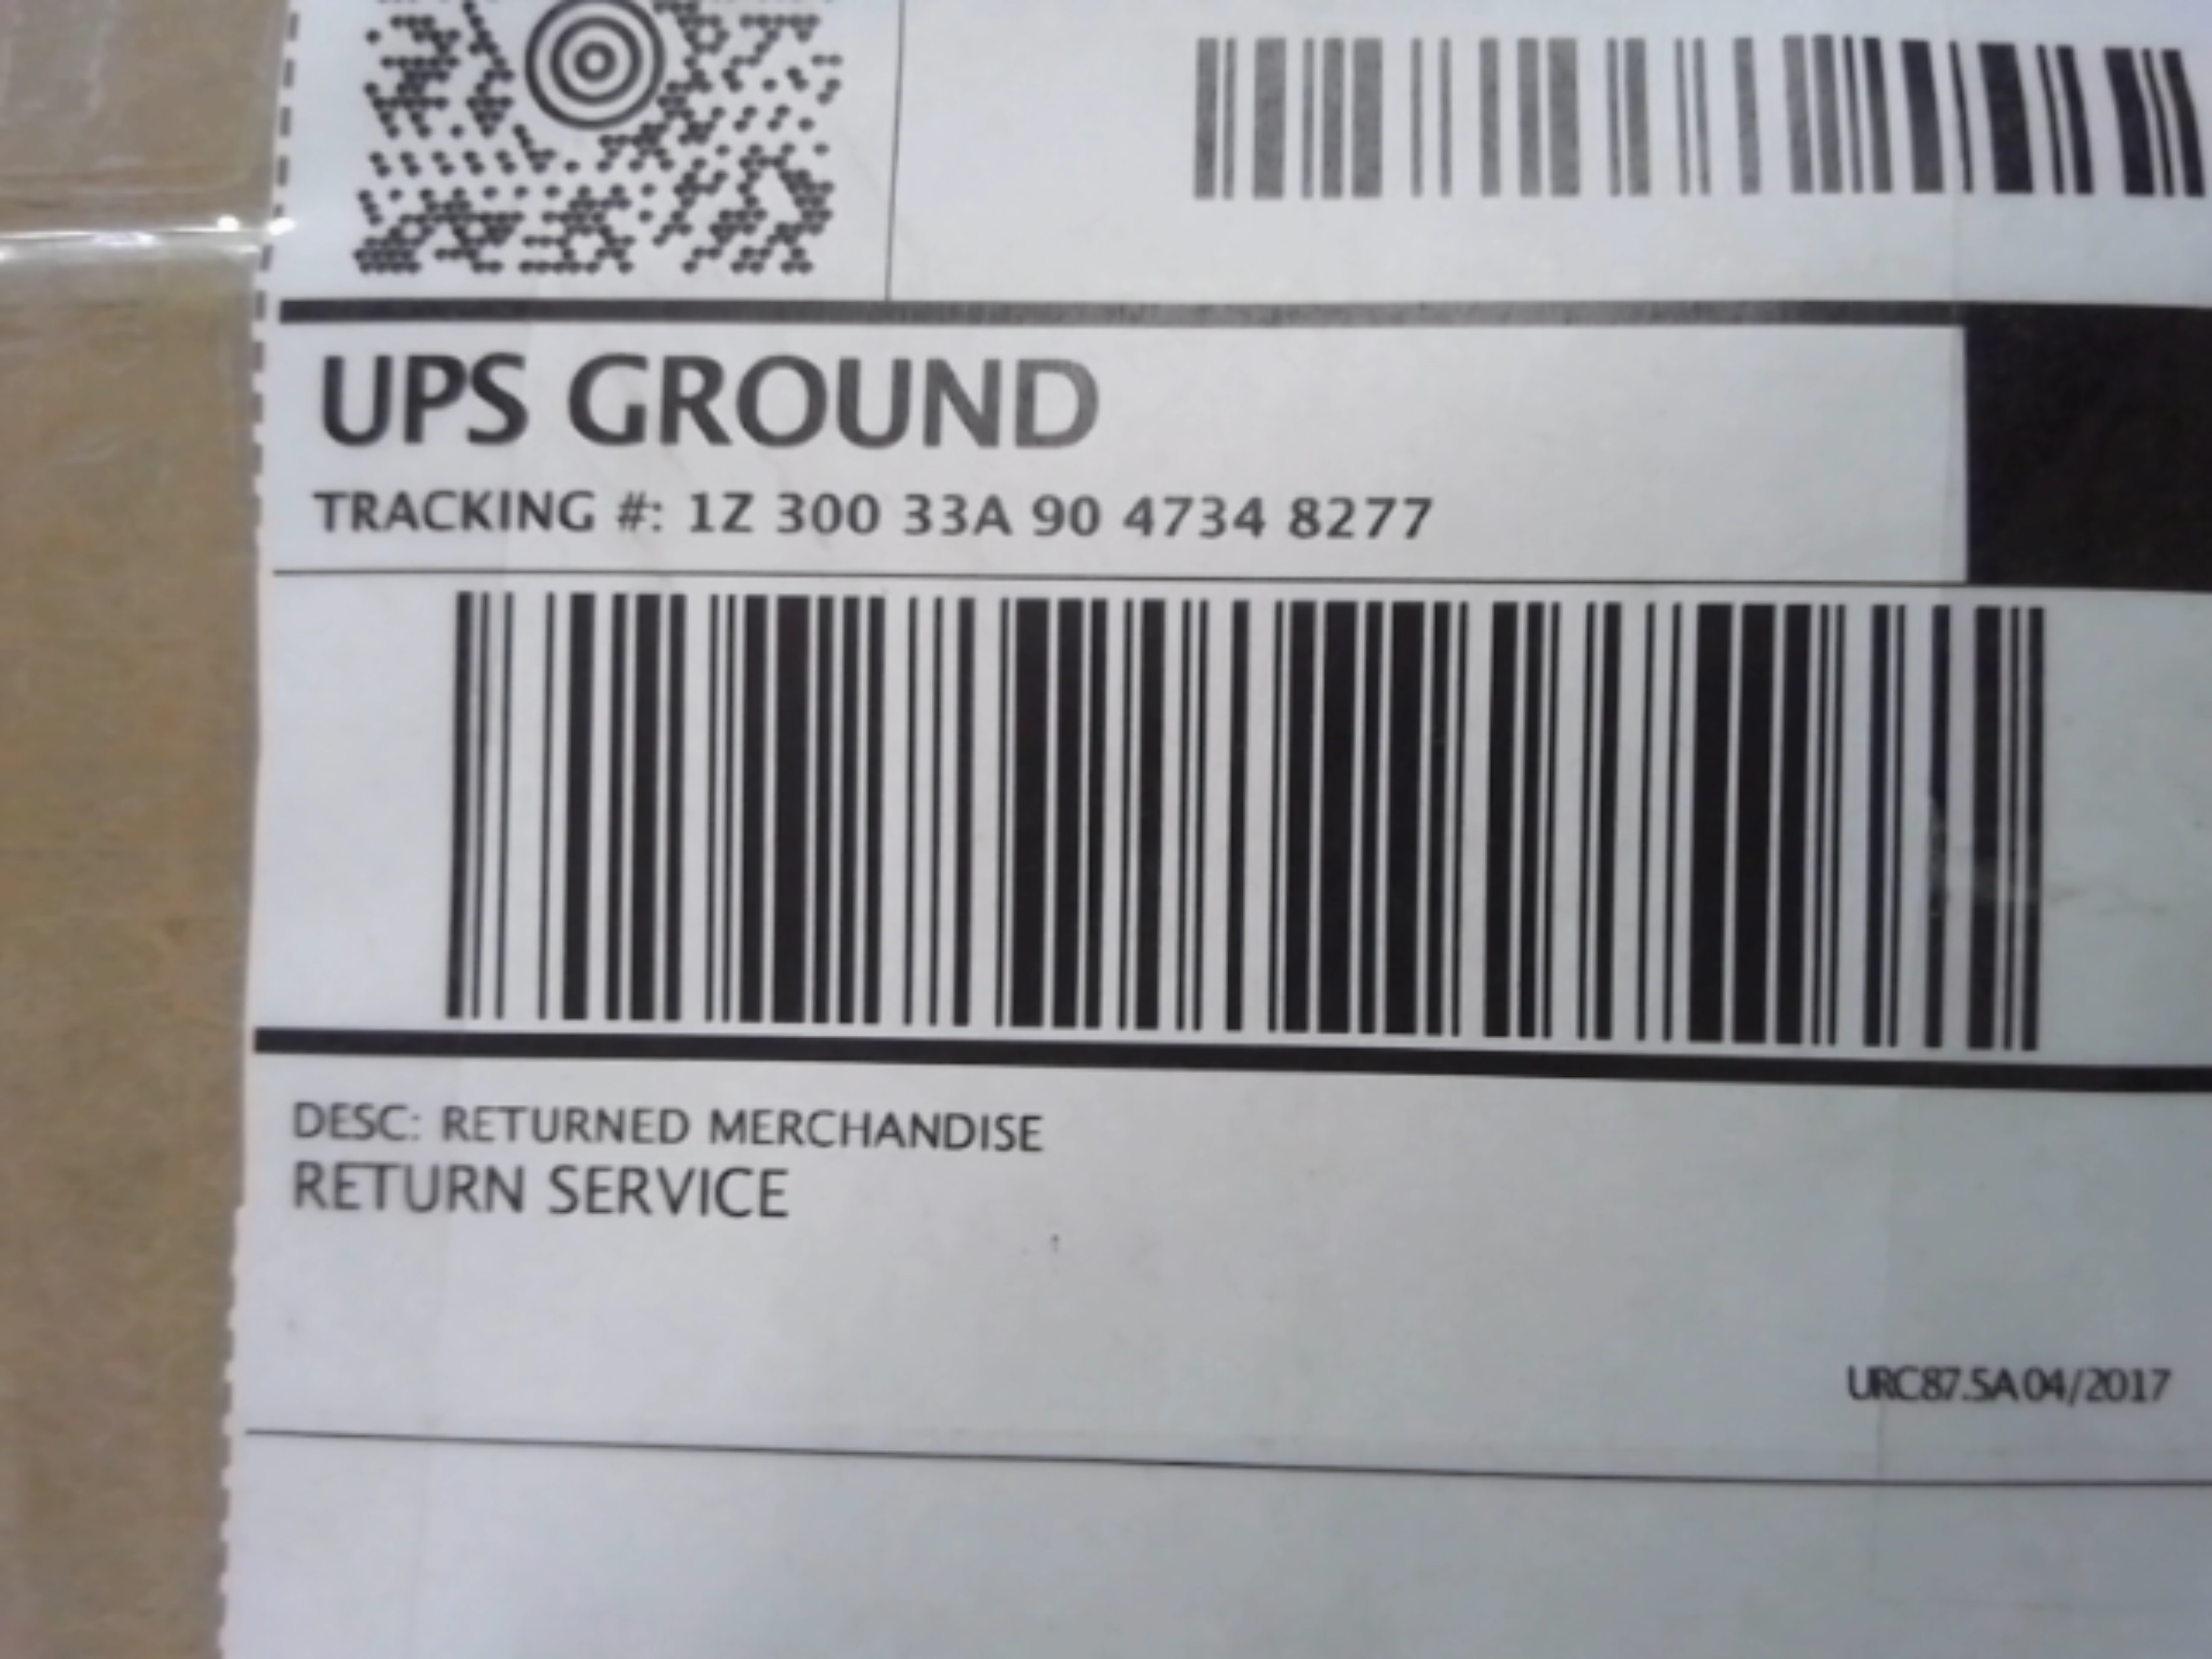 UPS GROUND
TRACKING #: 1Z 300 33A 90 4734 8277
DESC: RETURNED MERCHANDISE
RETURN SERVICE
URC87.5A 04/2017